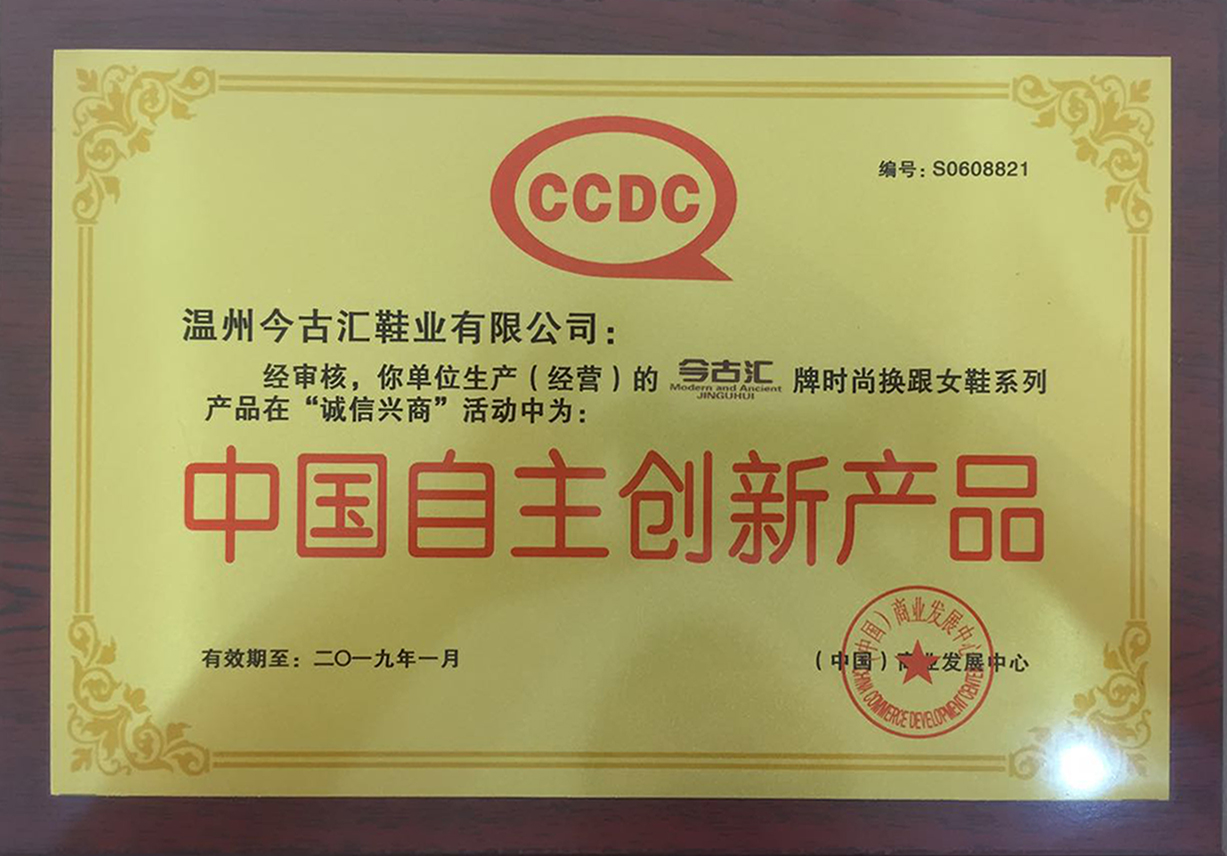 CCDC
编号：S0608821
温州今古汇鞋业有限公司：
经审核，你单位生产（经营）的 今古汇 牌时尚换跟女鞋系列
Modern and Ancient
JINGUHUI
产品在“诚信兴商”活动中为：
中国自主创新产品
有效期至：二〇一九年一月
（中国）商业发展中心
（中国）商业发展中心
CHINA COMMERCE DEVELOPMENT CENTER